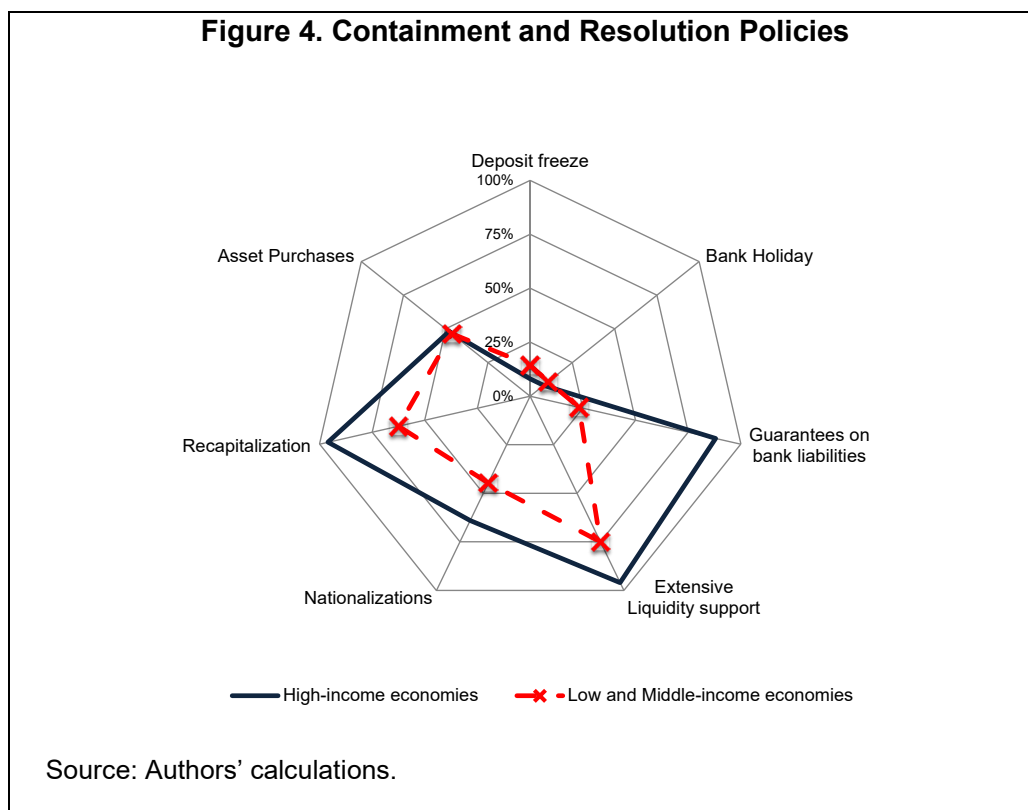 Figure 4. Containment and Resolution Policies
Deposit freeze
100%
75%
50%
25%
0%
Asset Purchases
Bank Holiday
Recapitalization
Guarantees on
bank liabilities
Nationalizations
Extensive
Liquidity support
High-income economies
Low and Middle-income economies
Source: Authors’ calculations.